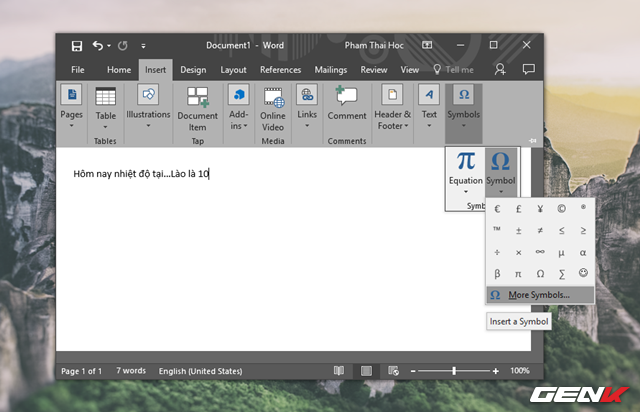 Document1 - Word
Pham Thai Hoc
File Home Insert Design Layout References Mailings Review View Tell me
Pages Table Illustrations Document Item Add-ins Online Video Links Comment Header & Footer Text Symbols
Tables Tap Media Comments
Hôm nay nhiệt độ tại...Lào là 10
π Ω
Equation Symbol
Symb
€ £ ¥ © ®
™ ± ≠ ≤ ≥
÷ × ∞ µ α
β π Ω ∑ ☺
Ω More Symbols...
Insert a Symbol
Page 1 of 1 7 words English (United States) 100%
GENK